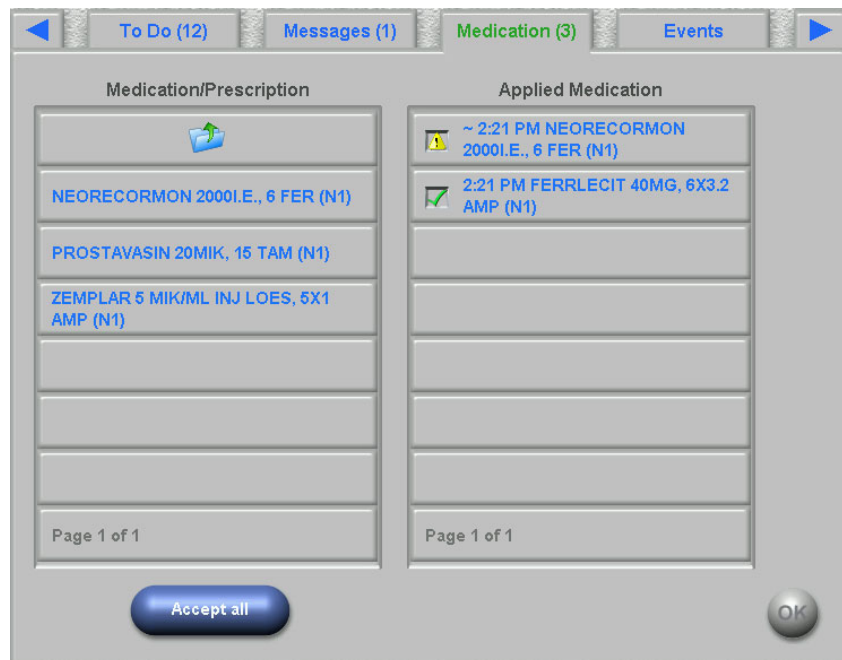 To Do (12)
Messages (1)
Medication (3)
Events
Medication/Prescription
Applied Medication
~ 2:21 PM NEORECORMON
2000I.E., 6 FER (N1)
NEORECORMON 2000I.E., 6 FER (N1)
2:21 PM FERRLECIT 40MG, 6X3.2
AMP (N1)
PROSTAVASIN 20MIK, 15 TAM (N1)
ZEMPLAR 5 MIK/ML INJ LOES, 5X1
AMP (N1)
Page 1 of 1
Page 1 of 1
Accept all
OK